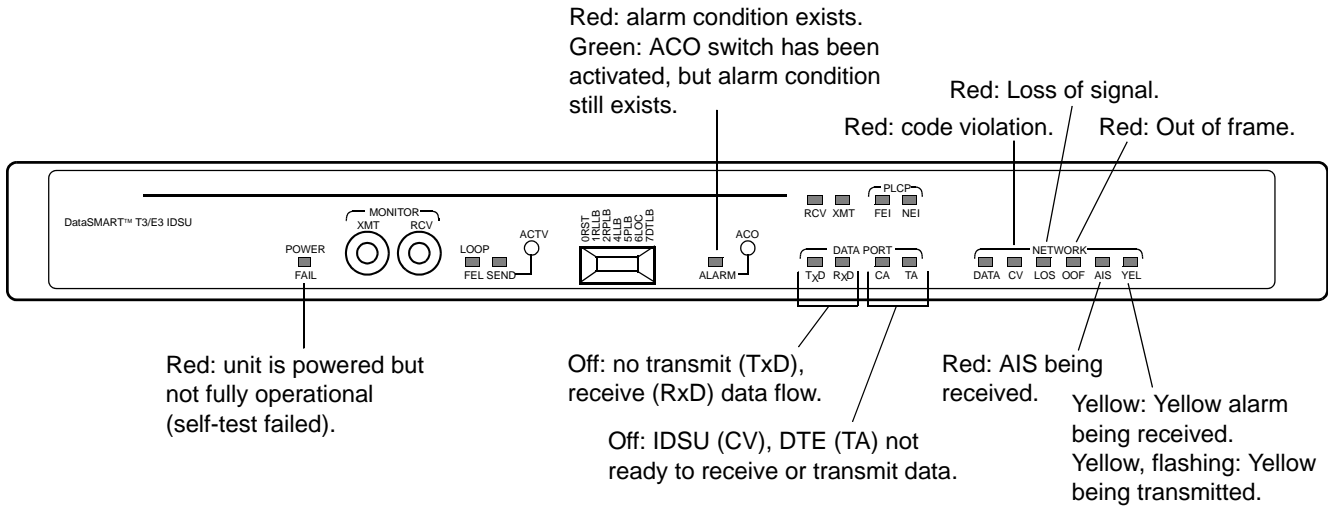 Red: alarm condition exists.
Green: ACO switch has been
activated, but alarm condition
still exists.
Red: Loss of signal.
Red: code violation.
Red: Out of frame.
DataSMART™ T3/E3 IDSU
POWER
FAIL
MONITOR
XMT
RCV
LOOP
FEL SEND
ACTV
0RST
1RLLB
2RPLB
4LLB
5PLB
6LOC
7DTLB
ALARM
ACO
RCV XMT
PLCP
FEI NEI
DATA PORT
TXD RXD CA TA
NETWORK
DATA CV LOS OOF AIS YEL
Red: unit is powered but
not fully operational
(self-test failed).
Off: no transmit (TxD),
receive (RxD) data flow.
Off: IDSU (CV), DTE (TA) not
ready to receive or transmit data.
Red: AIS being
received.
Yellow: Yellow alarm
being received.
Yellow, flashing: Yellow
being transmitted.